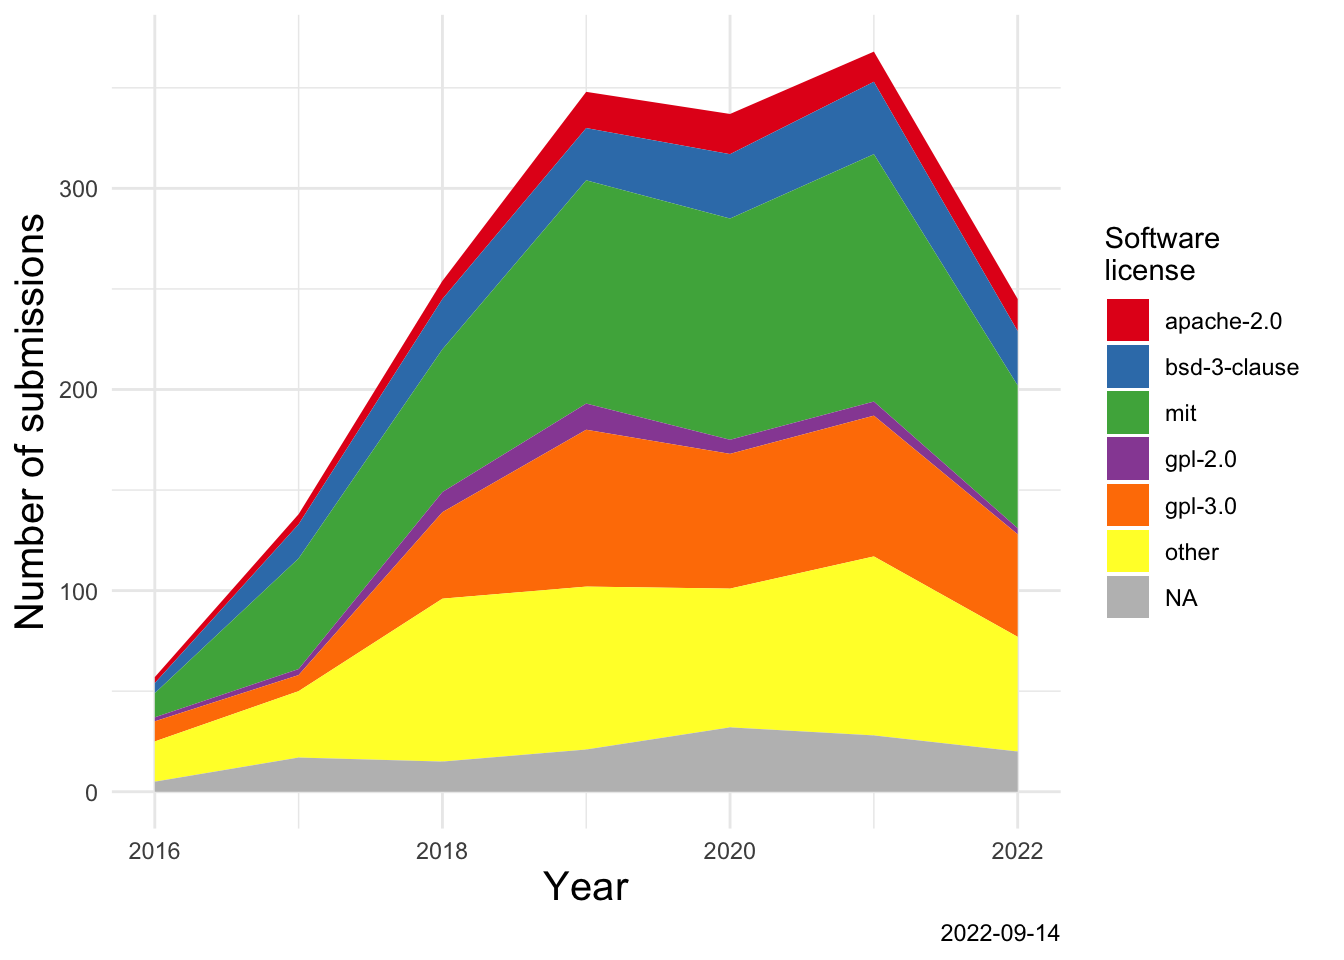 Number of submissions
300
200
100
0
2016
2018
2020
2022
Year
Software
license
apache-2.0
bsd-3-clause
mit
gpl-2.0
gpl-3.0
other
NA
2022-09-14